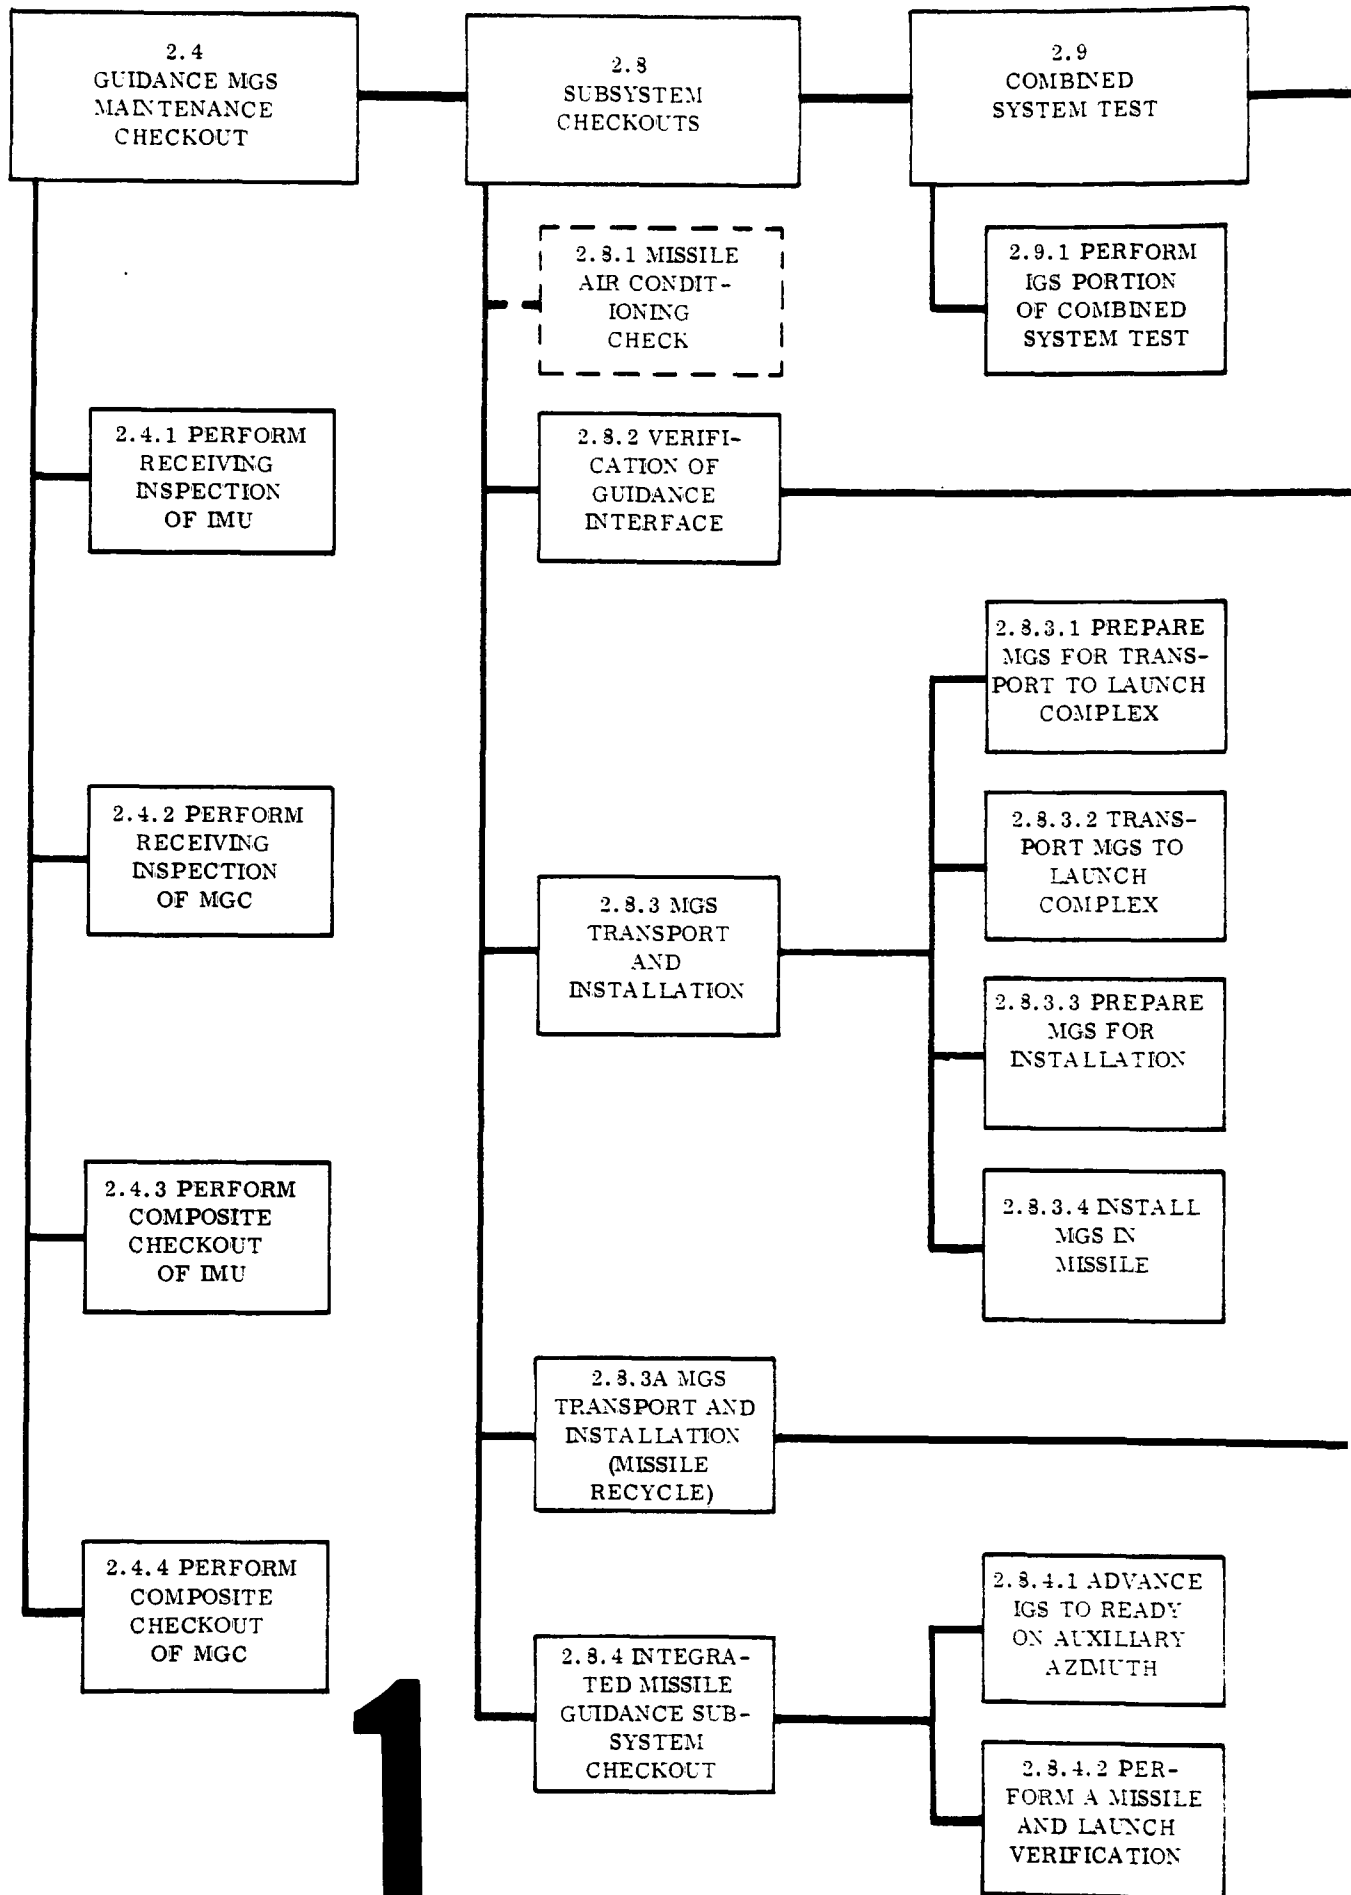 2.4
GUIDANCE MGS
MAINTENANCE
CHECKOUT
2.8
SUBSYSTEM
CHECKOUTS
2.9
COMBINED
SYSTEM TEST
2.8.1 MISSILE
AIR CONDIT-
IONING
CHECK
2.9.1 PERFORM
IGS PORTION
OF COMBINED
SYSTEM TEST
2.4.1 PERFORM
RECEIVING
INSPECTION
OF IMU
2.8.2 VERIFI-
CATION OF
GUIDANCE
INTERFACE
2.8.3.1 PREPARE
MGS FOR TRANS-
PORT TO LAUNCH
COMPLEX
2.4.2 PERFORM
RECEIVING
INSPECTION
OF MGC
2.8.3.2 TRANS-
PORT MGS TO
LAUNCH
COMPLEX
2.8.3 MGS
TRANSPORT
AND
INSTALLATION
2.8.3.3 PREPARE
MGS FOR
INSTALLATION
2.4.3 PERFORM
COMPOSITE
CHECKOUT
OF IMU
2.8.3.4 INSTALL
MGS IN
MISSILE
2.8.3A MGS
TRANSPORT AND
INSTALLATION
(MISSILE
RECYCLE)
2.4.4 PERFORM
COMPOSITE
CHECKOUT
OF MGC
2.8.4.1 ADVANCE
IGS TO READY
ON AUXILIARY
AZIMUTH
2.8.4 INTEGRA-
TED MISSILE
GUIDANCE SUB-
SYSTEM
CHECKOUT
2.8.4.2 PER-
FORM A MISSILE
AND LAUNCH
VERIFICATION
1